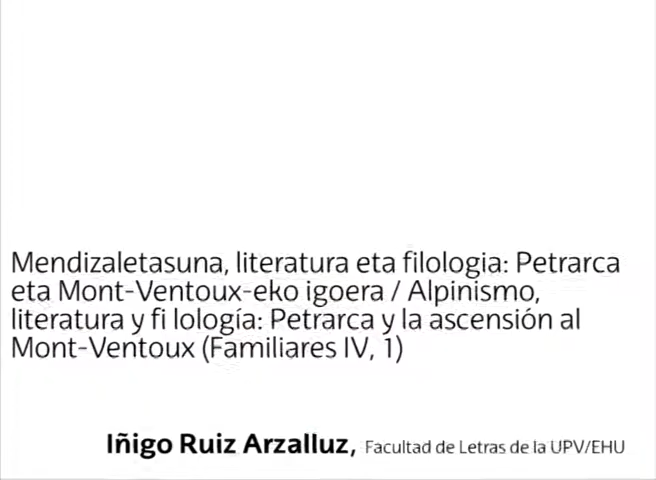 Mendizaletasuna, literatura eta filologia: Petrarca
eta Mont-Ventoux-eko igoera / Alpinismo,
literatura y fi lología: Petrarca y la ascensión al
Mont-Ventoux (Familiares IV, 1)
Iñigo Ruiz Arzalluz, Facultad de Letras de la UPV/EHU